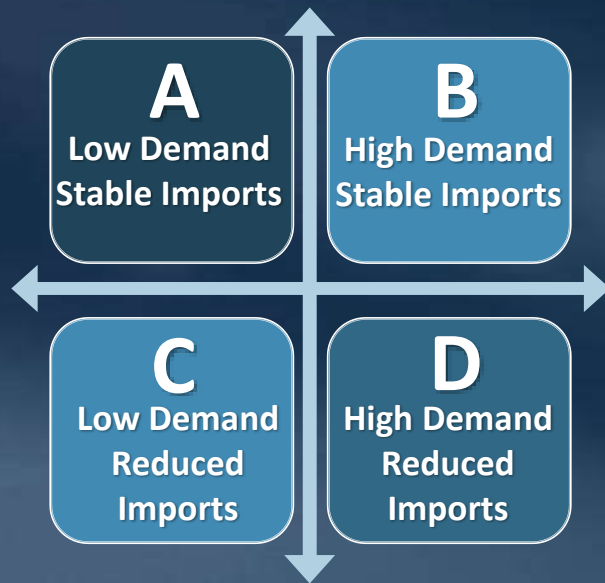 A
Low Demand
Stable Imports
B
High Demand
Stable Imports
C
Low Demand
Reduced
Imports
D
High Demand
Reduced
Imports